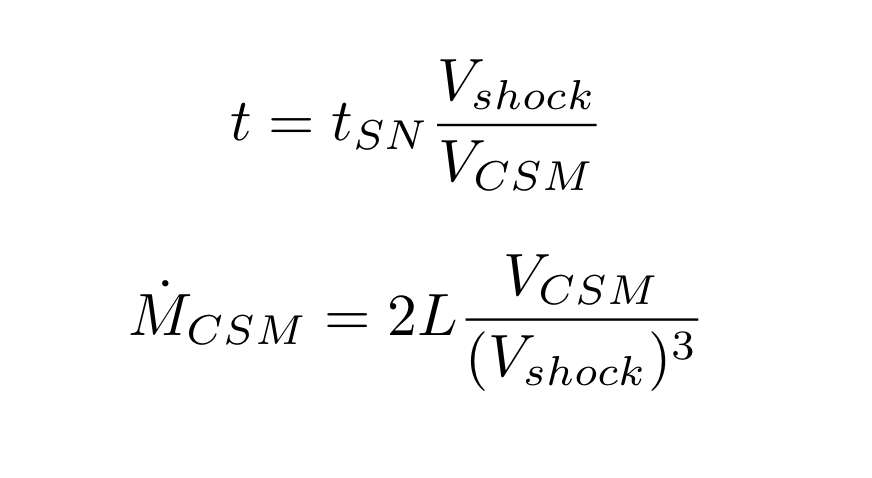 $t = t_{SN} \frac{V_{shock}}{V_{CSM}}$
$\dot{M}_{CSM} = 2L \frac{V_{CSM}}{(V_{shock})^3}$